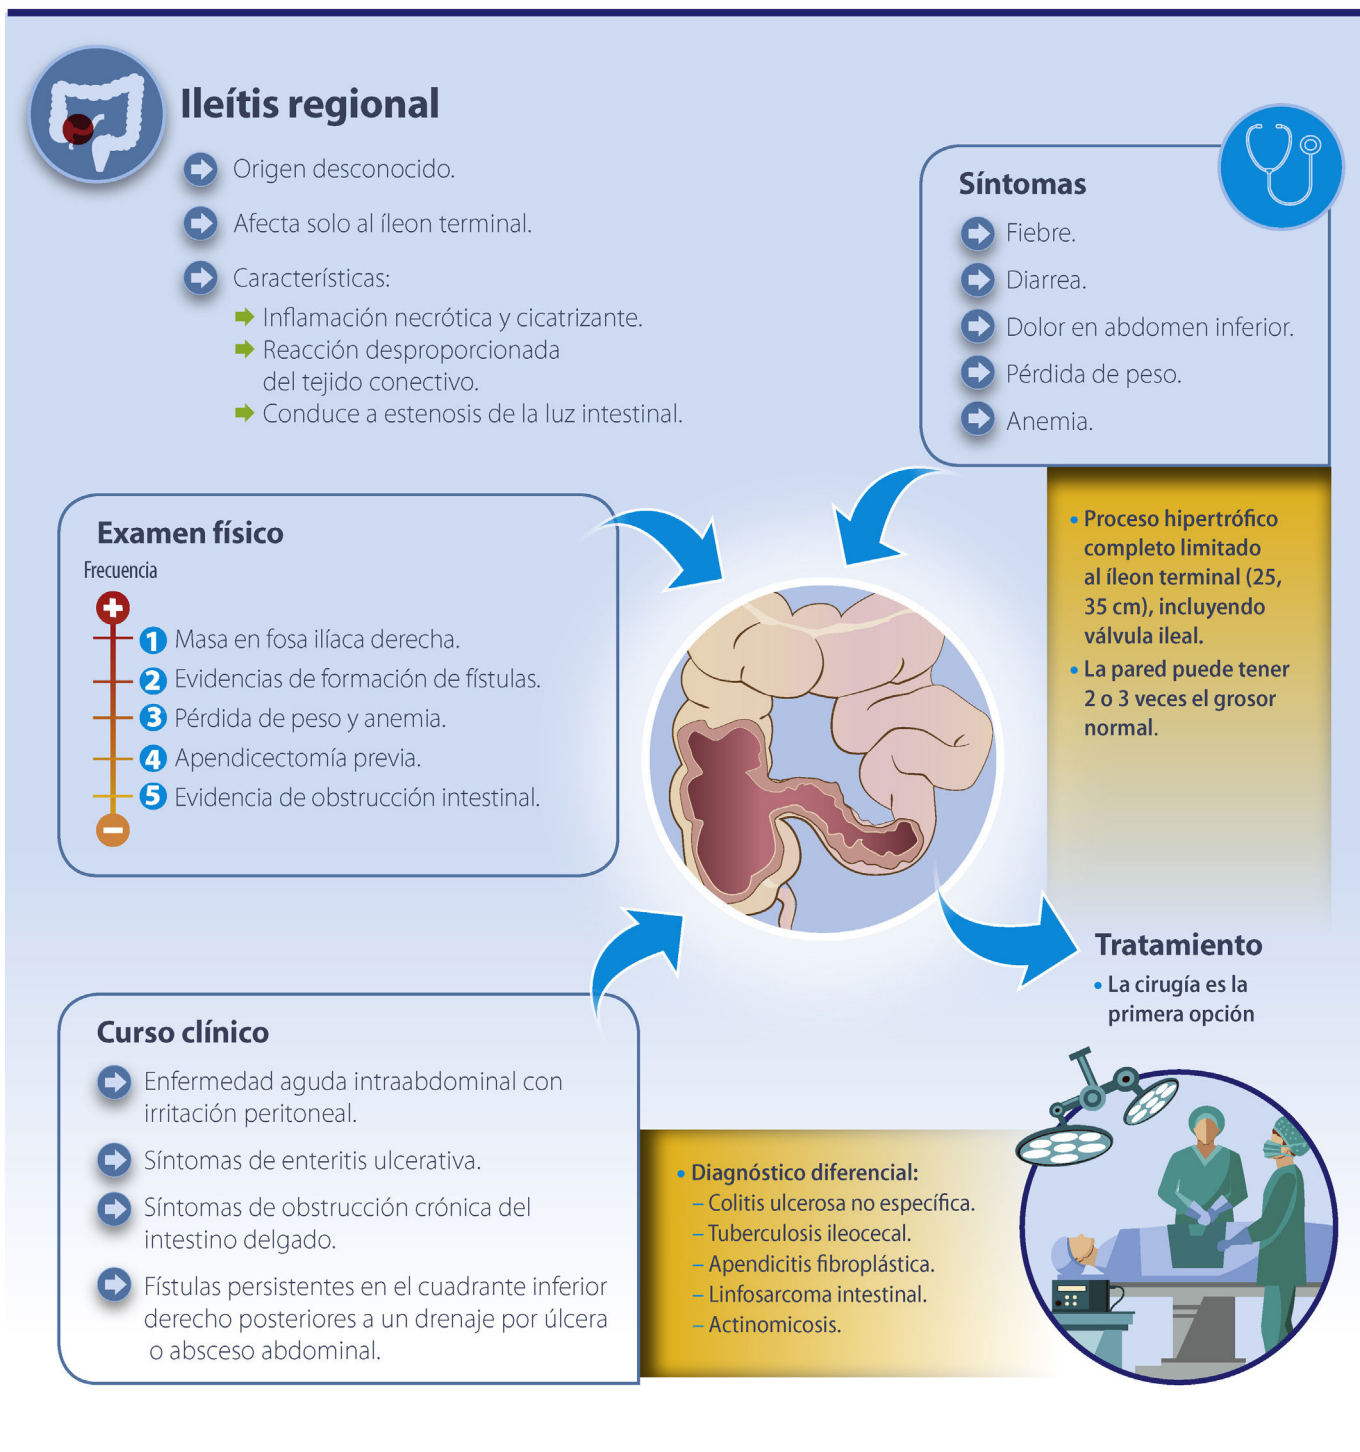 Ileítis regional
Origen desconocido.
Afecta solo al íleon terminal.
Características:
Inflamación necrótica y cicatrizante.
Reacción desproporcionada
del tejido conectivo.
Conduce a estenosis de la luz intestinal.
Síntomas
Fiebre.
Diarrea.
Dolor en abdomen inferior.
Pérdida de peso.
Anemia.
Examen físico
Frecuencia
+
1 Masa en fosa ilíaca derecha.
2 Evidencias de formación de fístulas.
3 Pérdida de peso y anemia.
4 Apendicectomía previa.
5 Evidencia de obstrucción intestinal.
−
• Proceso hipertrófico
completo limitado
al íleon terminal (25,
35 cm), incluyendo
válvula ileal.
• La pared puede tener
2 o 3 veces el grosor
normal.
Tratamiento
• La cirugía es la
primera opción
Curso clínico
Enfermedad aguda intraabdominal con
irritación peritoneal.
Síntomas de enteritis ulcerativa.
Síntomas de obstrucción crónica del
intestino delgado.
Fístulas persistentes en el cuadrante inferior
derecho posteriores a un drenaje por úlcera
o absceso abdominal.
• Diagnóstico diferencial:
– Colitis ulcerosa no específica.
– Tuberculosis ileocecal.
– Apendicitis fibroplástica.
– Linfosarcoma intestinal.
– Actinomicosis.